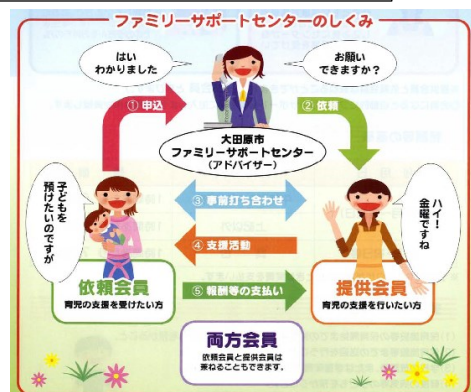 ファミリーサポートセンターのしくみ
はい
わかりました
お願い
できますか？
① 申込
② 依頼
大田原市
ファミリーサポートセンター
（アドバイザー）
子どもを
預けたいのですが
ハイ！
金曜ですね
③ 事前打ち合わせ
④ 支援活動
依頼会員
育児の支援を受けたい方
⑤ 報酬等の支払い
提供会員
育児の支援を行いたい方
両方会員
依頼会員と提供会員は
兼ねることもできます。